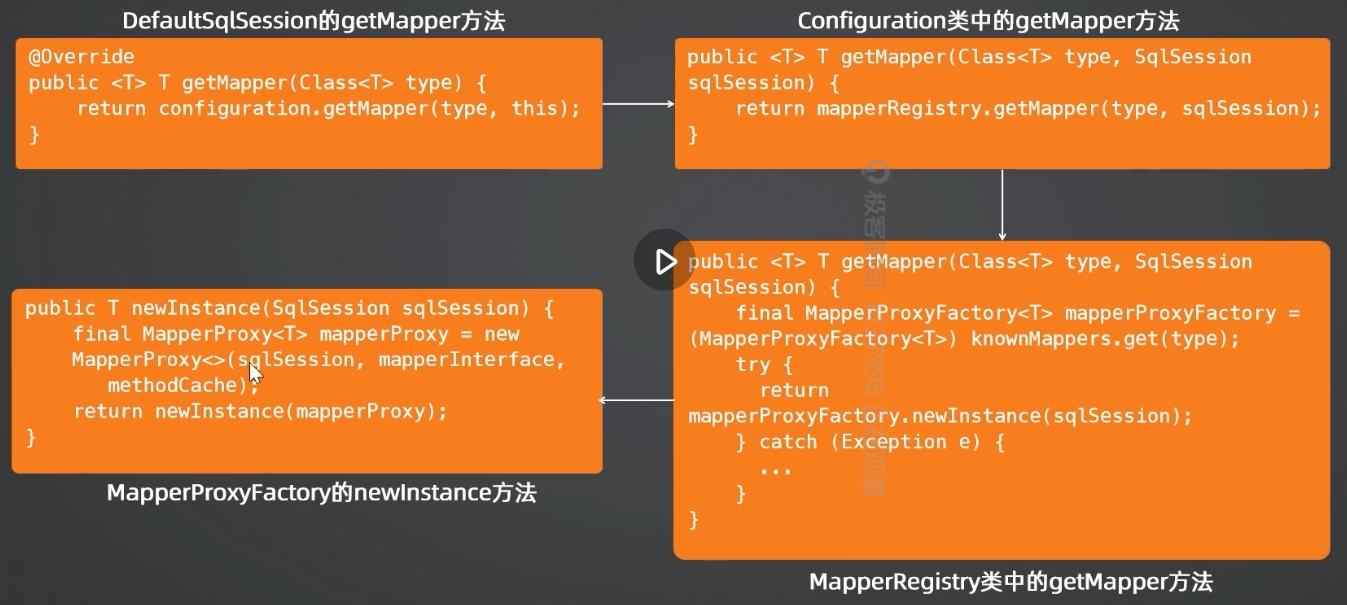 DefaultSqlSession的getMapper方法
@Override
public <T> T getMapper(Class<T> type) {
    return configuration.getMapper(type, this);
}
Configuration类中的getMapper方法
public <T> T getMapper(Class<T> type, SqlSession
sqlSession) {
    return mapperRegistry.getMapper(type, sqlSession);
}
public <T> T getMapper(Class<T> type, SqlSession
sqlSession) {
    final MapperProxyFactory<T> mapperProxyFactory =
(MapperProxyFactory<T>) knownMappers.get(type);
    try {
      return
mapperProxyFactory.newInstance(sqlSession);
    } catch (Exception e) {
      ...
    }
}
MapperRegistry类中的getMapper方法
public T newInstance(SqlSession sqlSession) {
    final MapperProxy<T> mapperProxy = new
    MapperProxy<>(sqlSession, mapperInterface,
       methodCache);
    return newInstance(mapperProxy);
}
MapperProxyFactory的newInstance方法